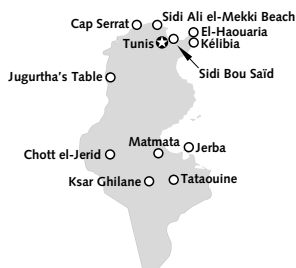 Cap Serrat
Sidi Ali el-Mekki Beach
El-Haouaria
Tunis
Kélibia
Sidi Bou Saïd
Jugurtha's Table
Matmata
Jerba
Chott el-Jerid
Ksar Ghilane
Tataouine